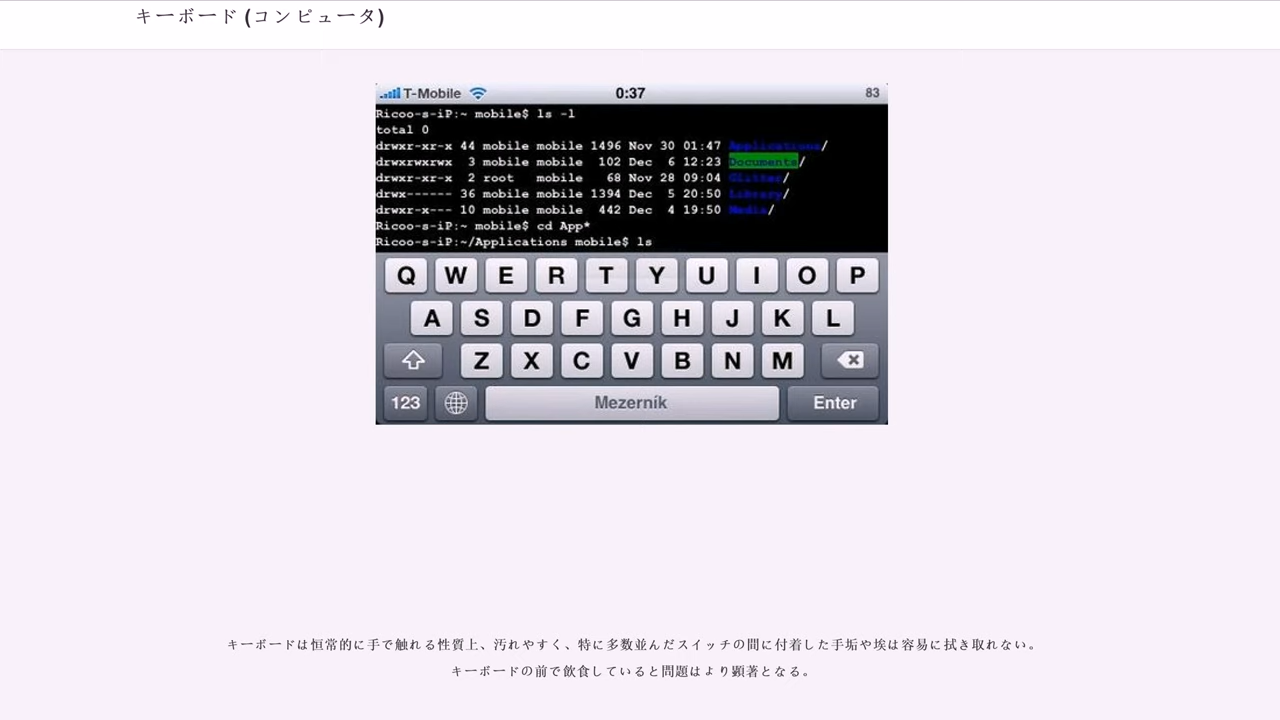 キーボード (コンピュータ)
T-Mobile 0:37 83
Ricoo-s-iP:~ mobile$ ls -l
total 0
drwxr-xr-x 44 mobile mobile 1496 Nov 30 01:47 Applications/
drwxrwxrwx 3 mobile mobile 102 Dec 6 12:23 Documents/
drwxr-xr-x 2 root mobile 68 Nov 28 09:04 Glitter/
drwx------ 36 mobile mobile 1394 Dec 5 20:50 Library/
drwxr-x--- 10 mobile mobile 442 Dec 4 19:50 Media/
Ricoo-s-iP:~ mobile$ cd App*
Ricoo-s-iP:~/Applications mobile$ ls
Q W E R T Y U I O P
A S D F G H J K L
Z X C V B N M
123 Mezerník Enter
キーボードは恒常的に手で触れる性質上、汚れやすく、特に多数並んだスイッチの間に付着した手垢や埃は容易に拭き取れない。
キーボードの前で飲食していると問題はより顕著となる。